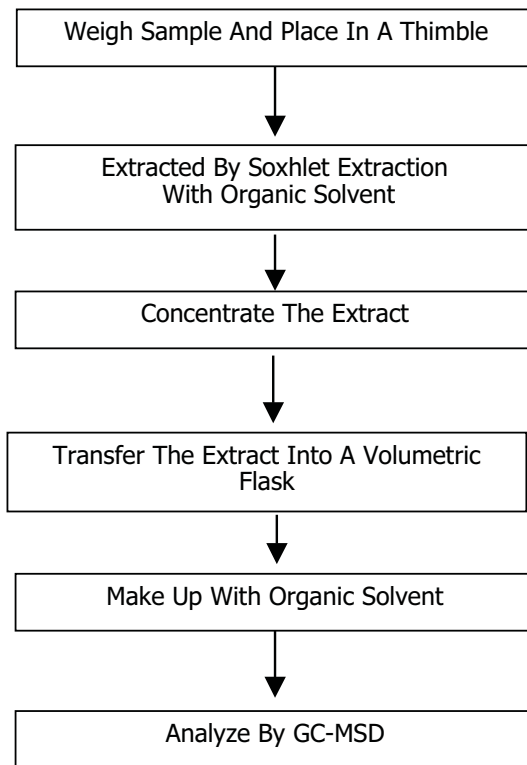 Weigh Sample And Place In A Thimble
Extracted By Soxhlet Extraction
With Organic Solvent
Concentrate The Extract
Transfer The Extract Into A Volumetric
Flask
Make Up With Organic Solvent
Analyze By GC-MSD